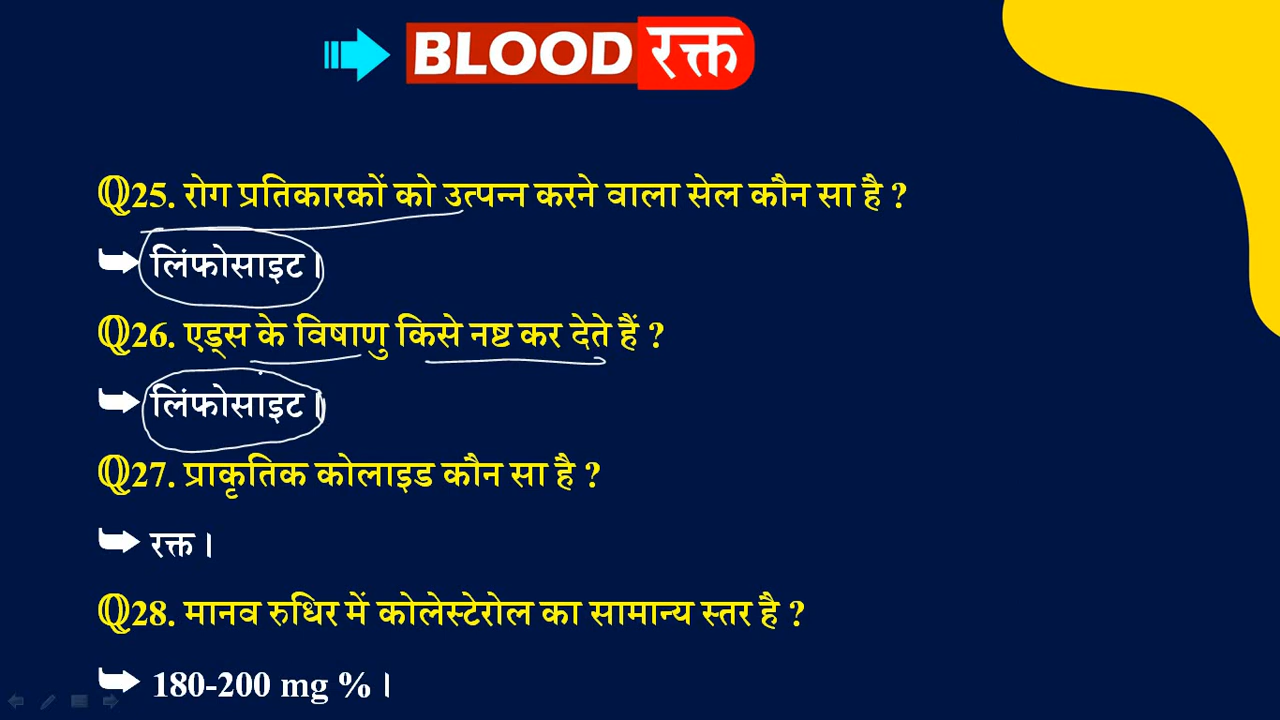 BLOOD रक्त
Q25. रोग प्रतिकारकों को उत्पन्न करने वाला सेल कौन सा है ?
लिंफोसाइट।
Q26. एड्स के विषाणु किसे नष्ट कर देते हैं ?
लिंफोसाइट।
Q27. प्राकृतिक कोलाइड कौन सा है ?
रक्त।
Q28. मानव रुधिर में कोलेस्टेरोल का सामान्य स्तर है ?
180-200 mg %।